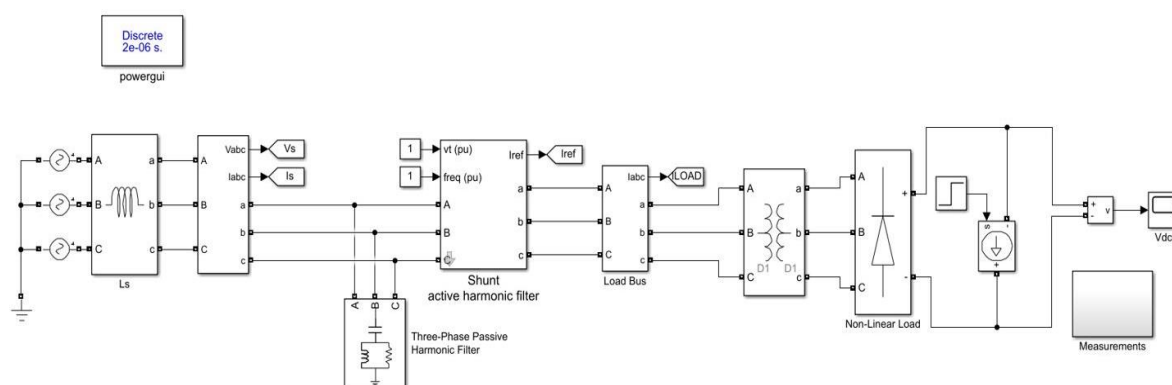 Discrete
2e-06 s.
powergui
A
B
C
a
b
c
Ls
A
B
C
Vabc
Iabc
a
b
c
Vs
Is
1
1
vt (pu)
freq (pu)
A
B
C
Iref
a
b
c
Iref
Shunt
active harmonic filter
A
B
C
Three-Phase Passive
Harmonic Filter
A
B
C
Iabc
a
b
c
ILOAD
Load Bus
A
B
C
a
b
c
D1
D1
A
B
C
+
-
Non-Linear Load
s
-
+
+
-
v
Vdc
Measurements